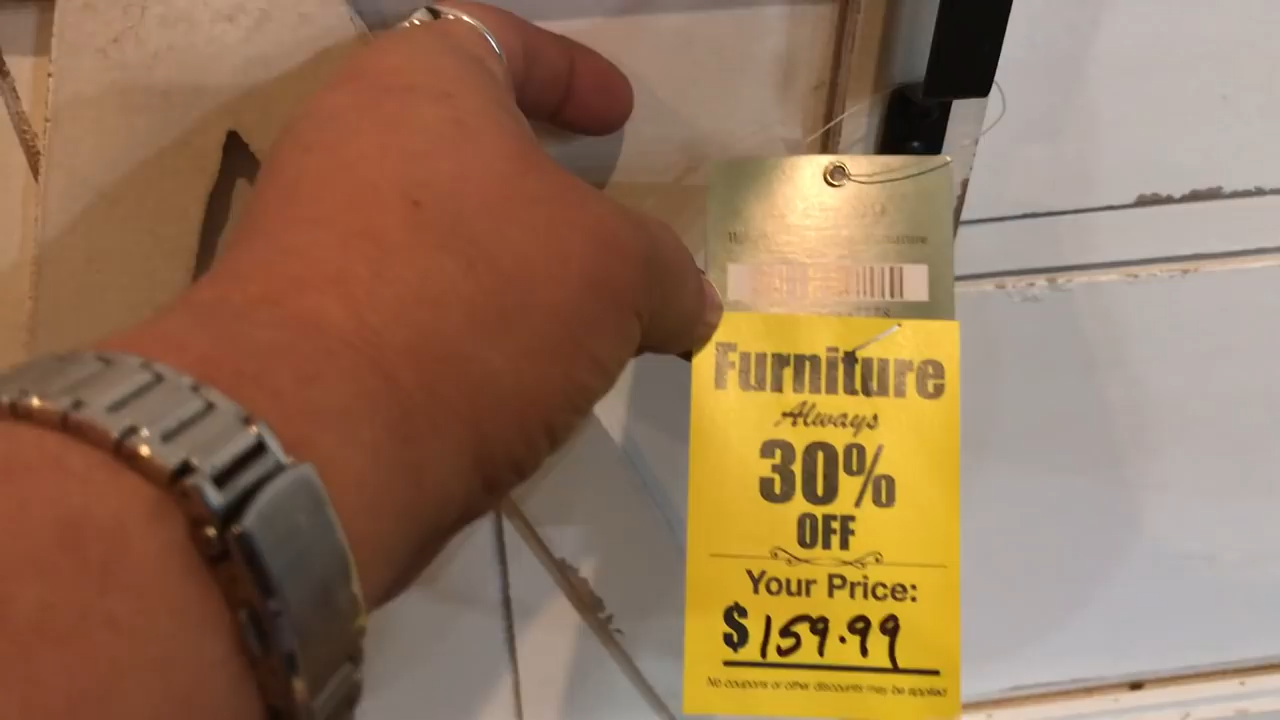 Furniture
Always
30%
OFF
Your Price:
$159.99
No coupons or other discounts may be applied